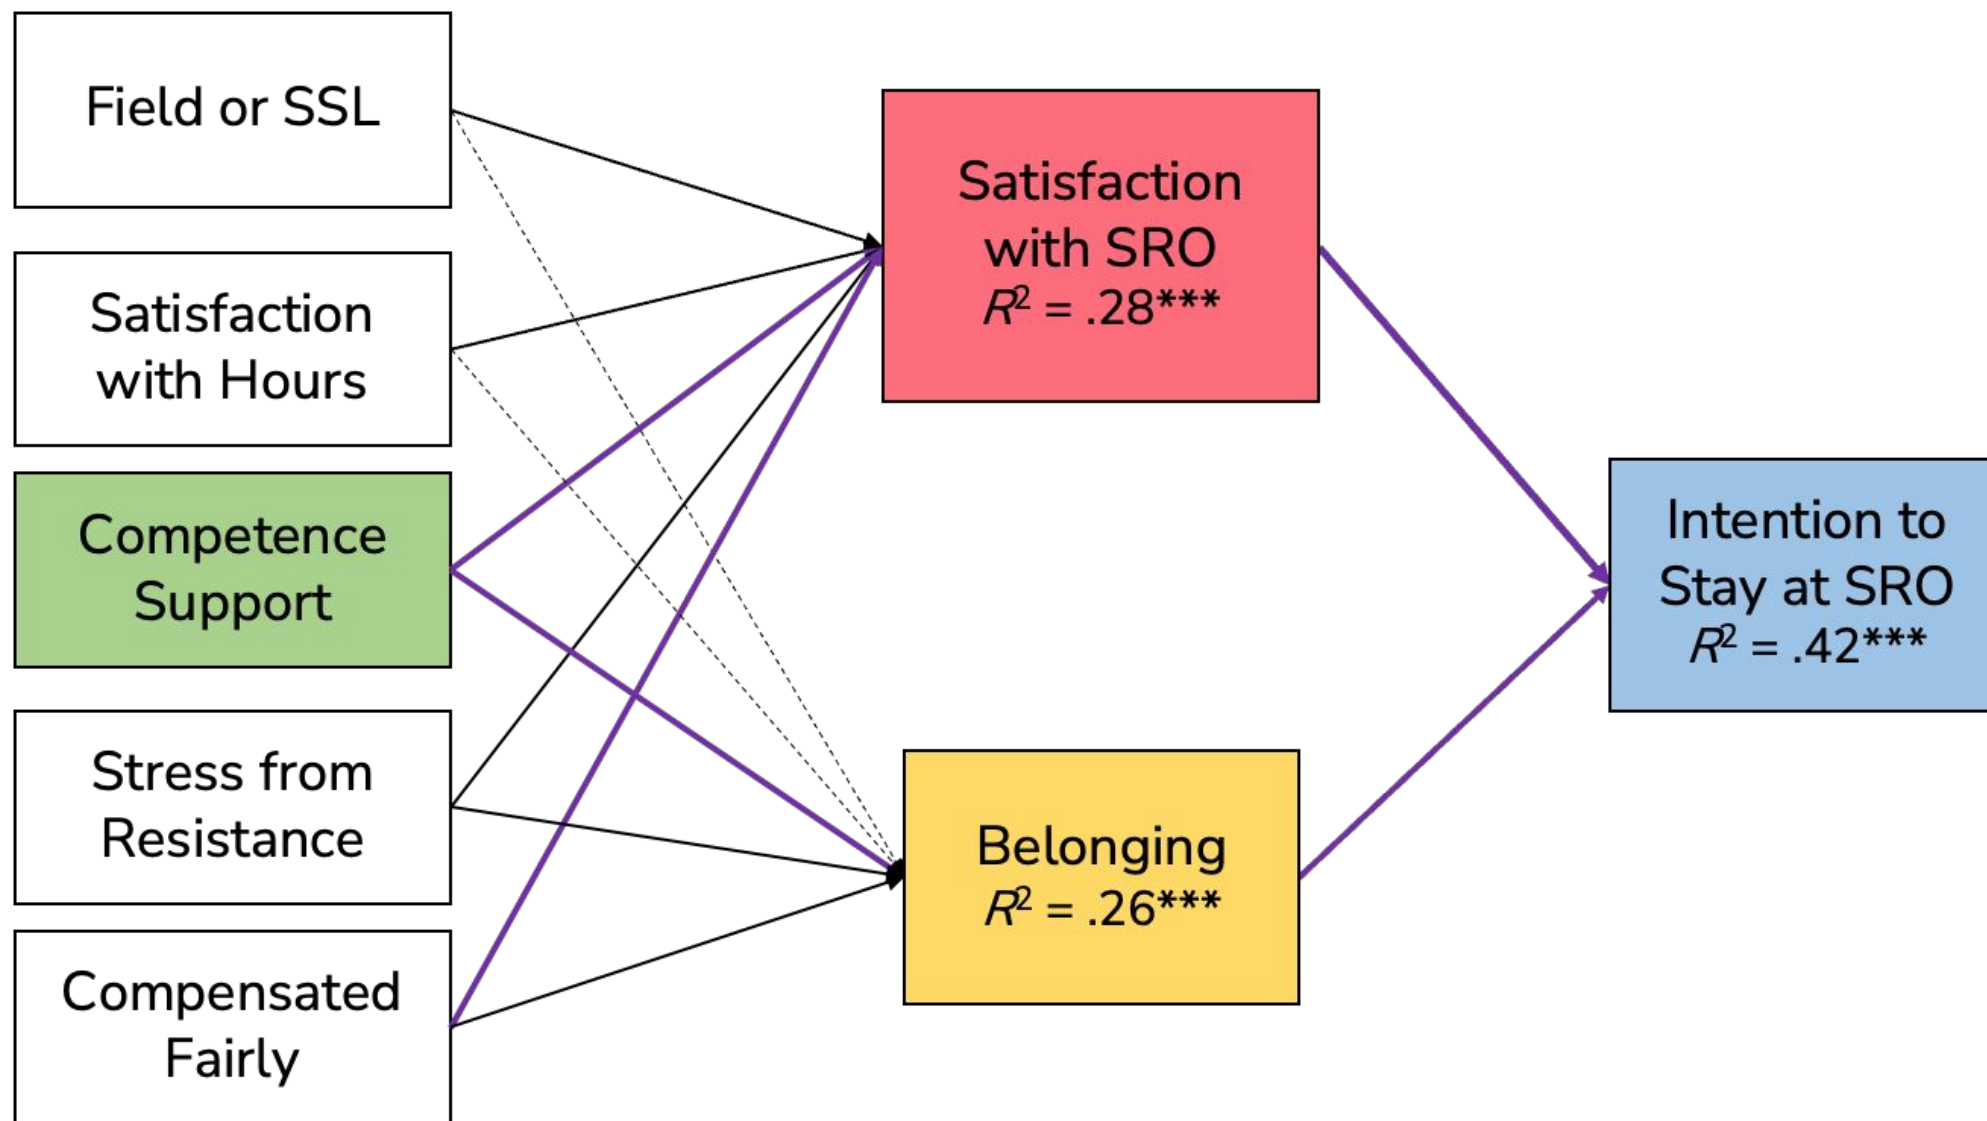 Field or SSL
Satisfaction
with Hours
Competence
Support
Stress from
Resistance
Compensated
Fairly
Satisfaction
with SRO
R² = .28***
Belonging
R² = .26***
Intention to
Stay at SRO
R² = .42***